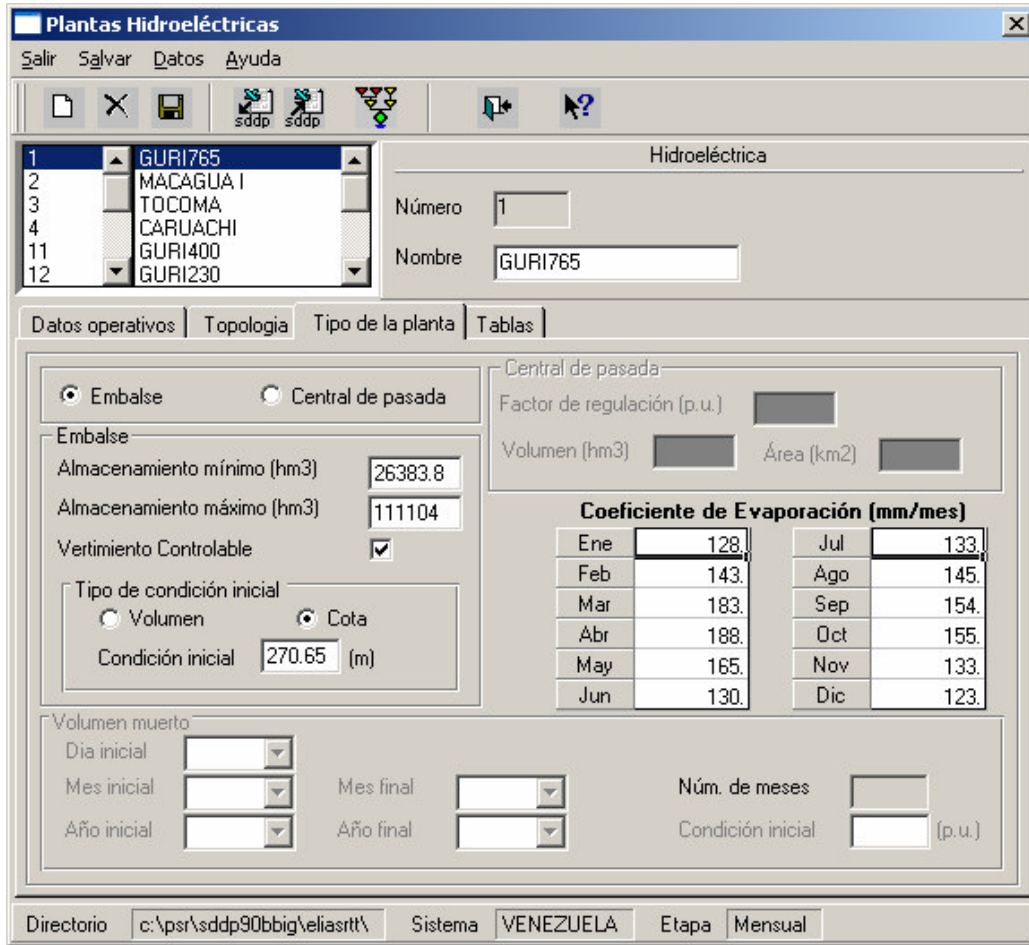 Plantas Hidroeléctricas
Salir Salvar Datos Ayuda
sddp sddp
1 GURI765
2 MACAGUA I
3 TOCOMA
4 CARUACHI
11 GURI400
12 GURI230
Hidroeléctrica
Número 1
Nombre GURI765
Datos operativos Topologia Tipo de la planta Tablas
Embalse Central de pasada
Embalse
Almacenamiento mínimo (hm3) 26383.8
Almacenamiento máximo (hm3) 111104
Vertimiento Controlable
Tipo de condición inicial
Volumen Cota
Condición inicial 270.65 (m)
Central de pasada
Factor de regulación (p.u.)
Volumen (hm3) Área (km2)
Coeficiente de Evaporación (mm/mes)
Ene 128. Jul 133.
Feb 143. Ago 145.
Mar 183. Sep 154.
Abr 188. Oct 155.
May 165. Nov 133.
Jun 130. Dic 123.
Volumen muerto
Dia inicial
Mes inicial Mes final Núm. de meses
Año inicial Año final Condición inicial (p.u.)
Directorio c:\psr\sddp90bbig\eliasrtt\ Sistema VENEZUELA Etapa Mensual